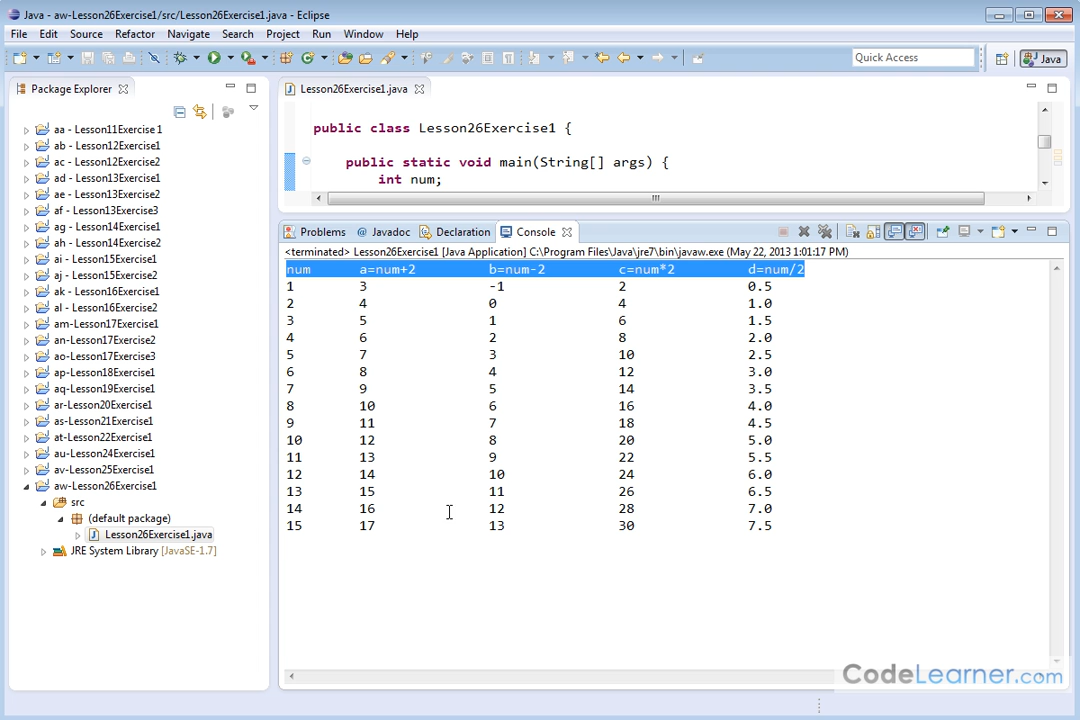 Java - aw-Lesson26Exercise1/src/Lesson26Exercise1.java - Eclipse
File Edit Source Refactor Navigate Search Project Run Window Help
Quick Access
Java
Package Explorer
aa - Lesson11Exercise1
ab - Lesson12Exercise1
ac - Lesson12Exercise2
ad - Lesson13Exercise1
ae - Lesson13Exercise2
af - Lesson13Exercise3
ag - Lesson14Exercise1
ah - Lesson14Exercise2
ai - Lesson15Exercise1
aj - Lesson15Exercise2
ak - Lesson16Exercise1
al - Lesson16Exercise2
am-Lesson17Exercise1
an-Lesson17Exercise2
ao-Lesson17Exercise3
ap-Lesson18Exercise1
aq-Lesson19Exercise1
ar-Lesson20Exercise1
as-Lesson21Exercise1
at-Lesson22Exercise1
au-Lesson24Exercise1
av-Lesson25Exercise1
aw-Lesson26Exercise1
src
(default package)
Lesson26Exercise1.java
JRE System Library [JavaSE-1.7]
Lesson26Exercise1.java
public class Lesson26Exercise1 {
public static void main(String[] args) {
int num;
Problems Javadoc Declaration Console
<terminated> Lesson26Exercise1 [Java Application] C:\Program Files\Java\jre7\bin\javaw.exe (May 22, 2013 1:01:17 PM)
num a=num+2 b=num-2 c=num*2 d=num/2
1 3 -1 2 0.5
2 4 0 4 1.0
3 5 1 6 1.5
4 6 2 8 2.0
5 7 3 10 2.5
6 8 4 12 3.0
7 9 5 14 3.5
8 10 6 16 4.0
9 11 7 18 4.5
10 12 8 20 5.0
11 13 9 22 5.5
12 14 10 24 6.0
13 15 11 26 6.5
14 16 12 28 7.0
15 17 13 30 7.5
CodeLearner.com